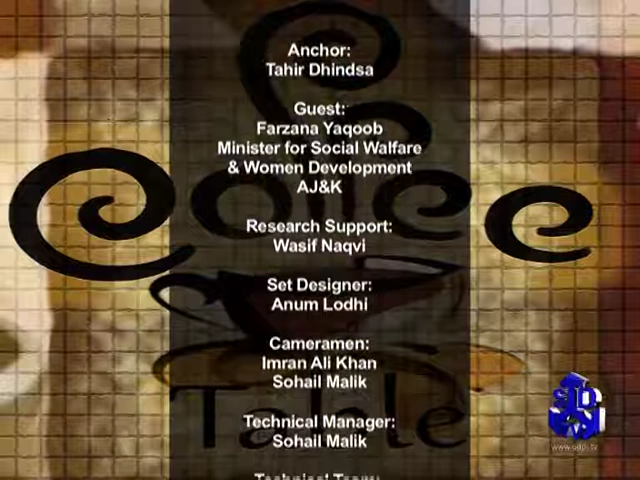 Anchor:
Tahir Dhindsa
Guest:
Farzana Yaqoob
Minister for Social Walfare
& Women Development
AJ&K
Research Support:
Wasif Naqvi
Set Designer:
Anum Lodhi
Cameramen:
Imran Ali Khan
Sohail Malik
Technical Manager:
Sohail Malik
Coffee
Table